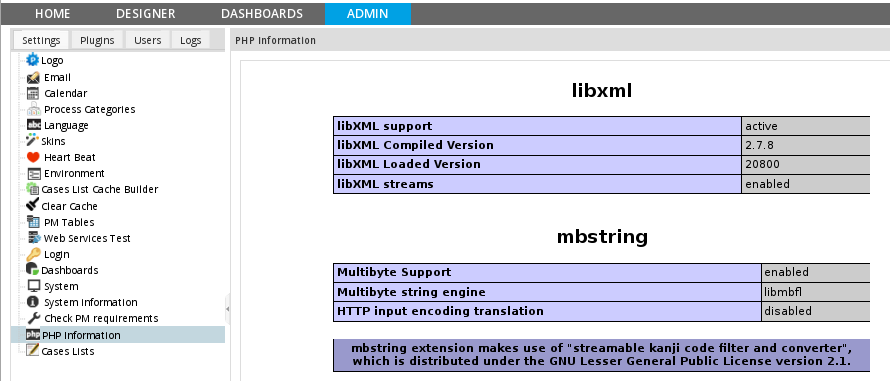 HOME DESIGNER DASHBOARDS ADMIN
Settings Plugins Users Logs
PHP Information
Logo
Email
Calendar
Process Categories
Language
Skins
Heart Beat
Environment
Cases List Cache Builder
Clear Cache
PM Tables
Web Services Test
Login
Dashboards
System
System Information
Check PM requirements
php PHP Information
Cases Lists
libxml
libXML support active
libXML Compiled Version 2.7.8
libXML Loaded Version 20800
libXML streams enabled
mbstring
Multibyte Support enabled
Multibyte string engine libmbfl
HTTP input encoding translation disabled
mbstring extension makes use of "streamable kanji code filter and converter",
which is distributed under the GNU Lesser General Public License version 2.1.